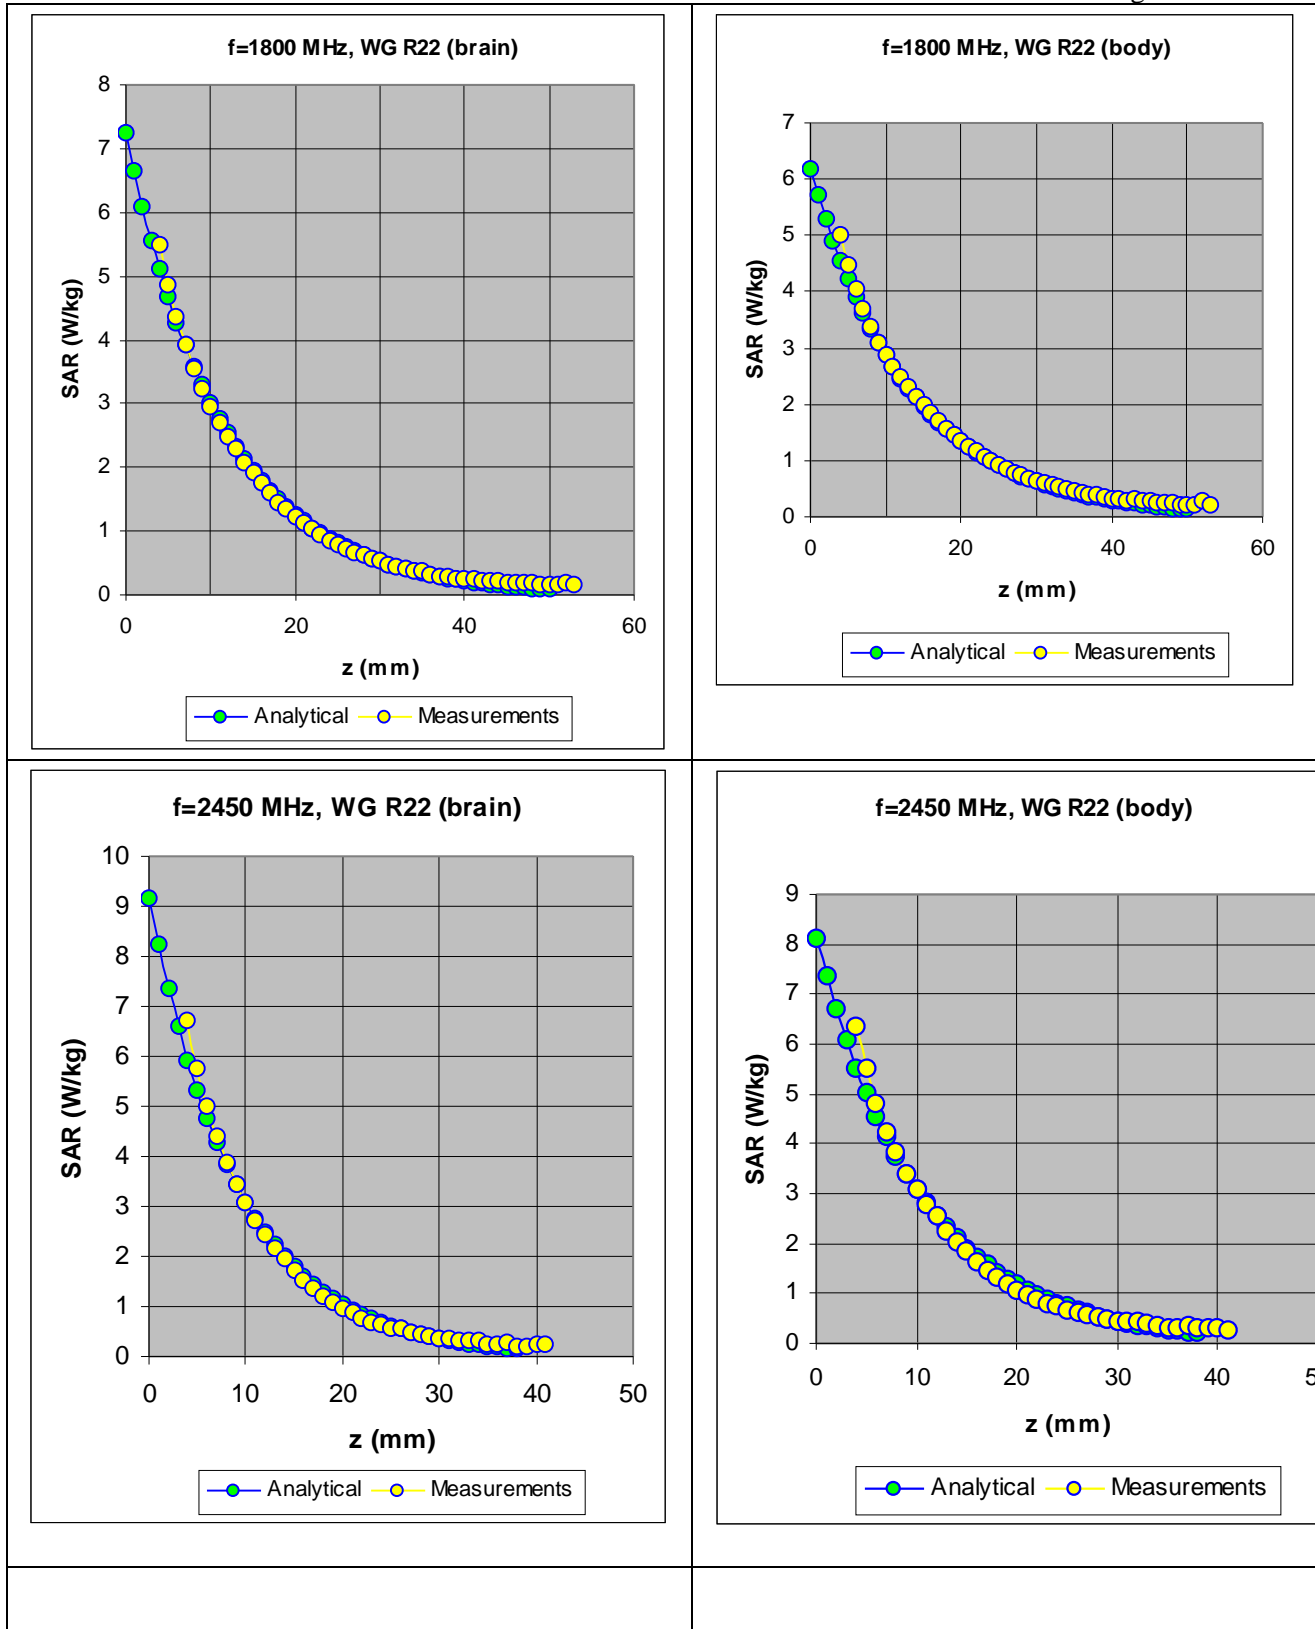 g
f=1800 MHz, WG R22 (brain)
8
7
6
5
4
3
2
1
0
SAR (W/kg)
0 20 40 60
z (mm)
Analytical Measurements
f=1800 MHz, WG R22 (body)
7
6
5
4
3
2
1
0
SAR (W/kg)
0 20 40 60
z (mm)
Analytical Measurements
f=2450 MHz, WG R22 (brain)
10
9
8
7
6
5
4
3
2
1
0
SAR (W/kg)
0 10 20 30 40 50
z (mm)
Analytical Measurements
f=2450 MHz, WG R22 (body)
9
8
7
6
5
4
3
2
1
0
SAR (W/kg)
0 10 20 30 40 5
z (mm)
Analytical Measurements